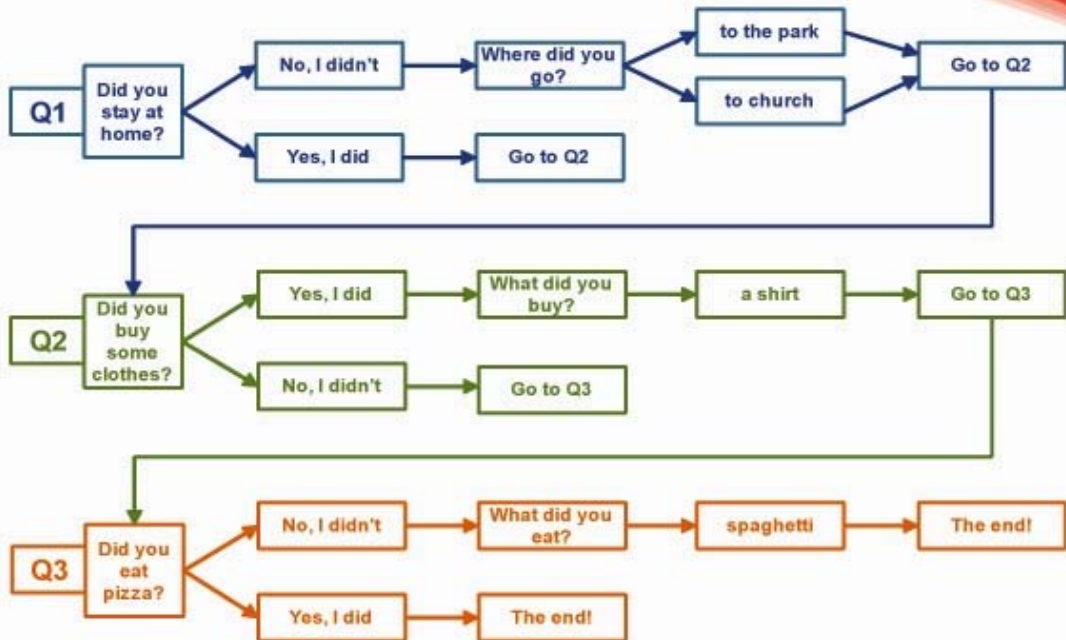 Q1
Did you
stay at
home?
No, I didn't
Where did you
go?
to the park
to church
Go to Q2
Yes, I did
Go to Q2
Q2
Did you
buy
some
clothes?
Yes, I did
What did you
buy?
a shirt
Go to Q3
No, I didn't
Go to Q3
Q3
Did you
eat
pizza?
No, I didn't
What did you
eat?
spaghetti
The end!
Yes, I did
The end!